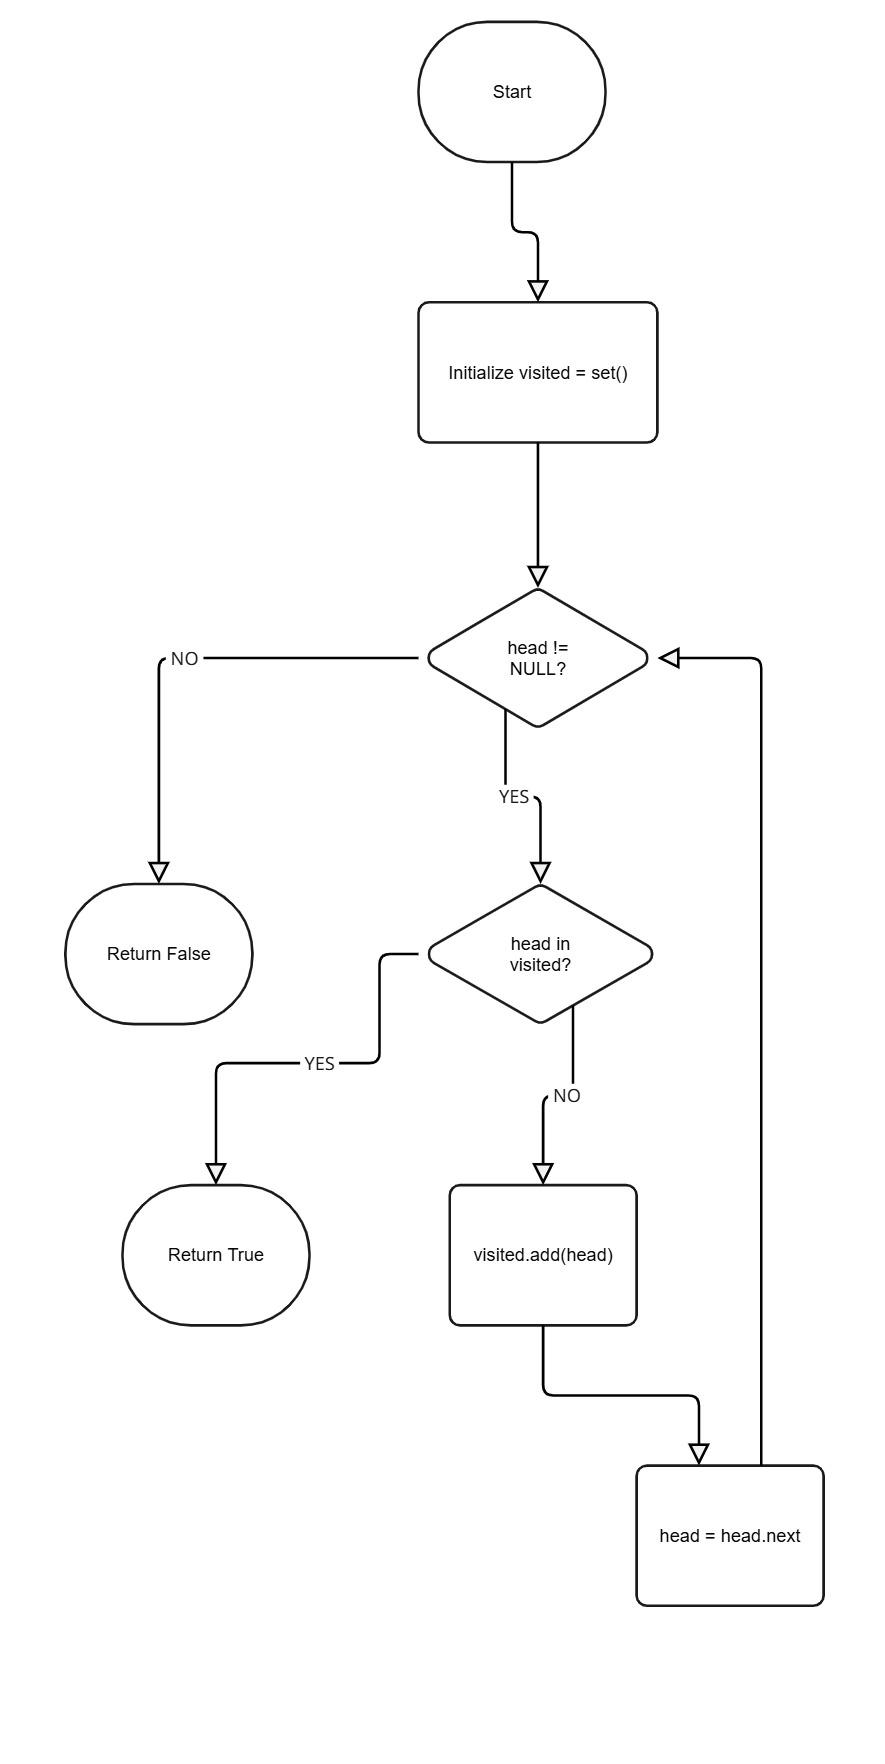 Start
Initialize visited = set()
head !=
NULL?
NO
YES
Return False
head in
visited?
YES
NO
Return True
visited.add(head)
head = head.next